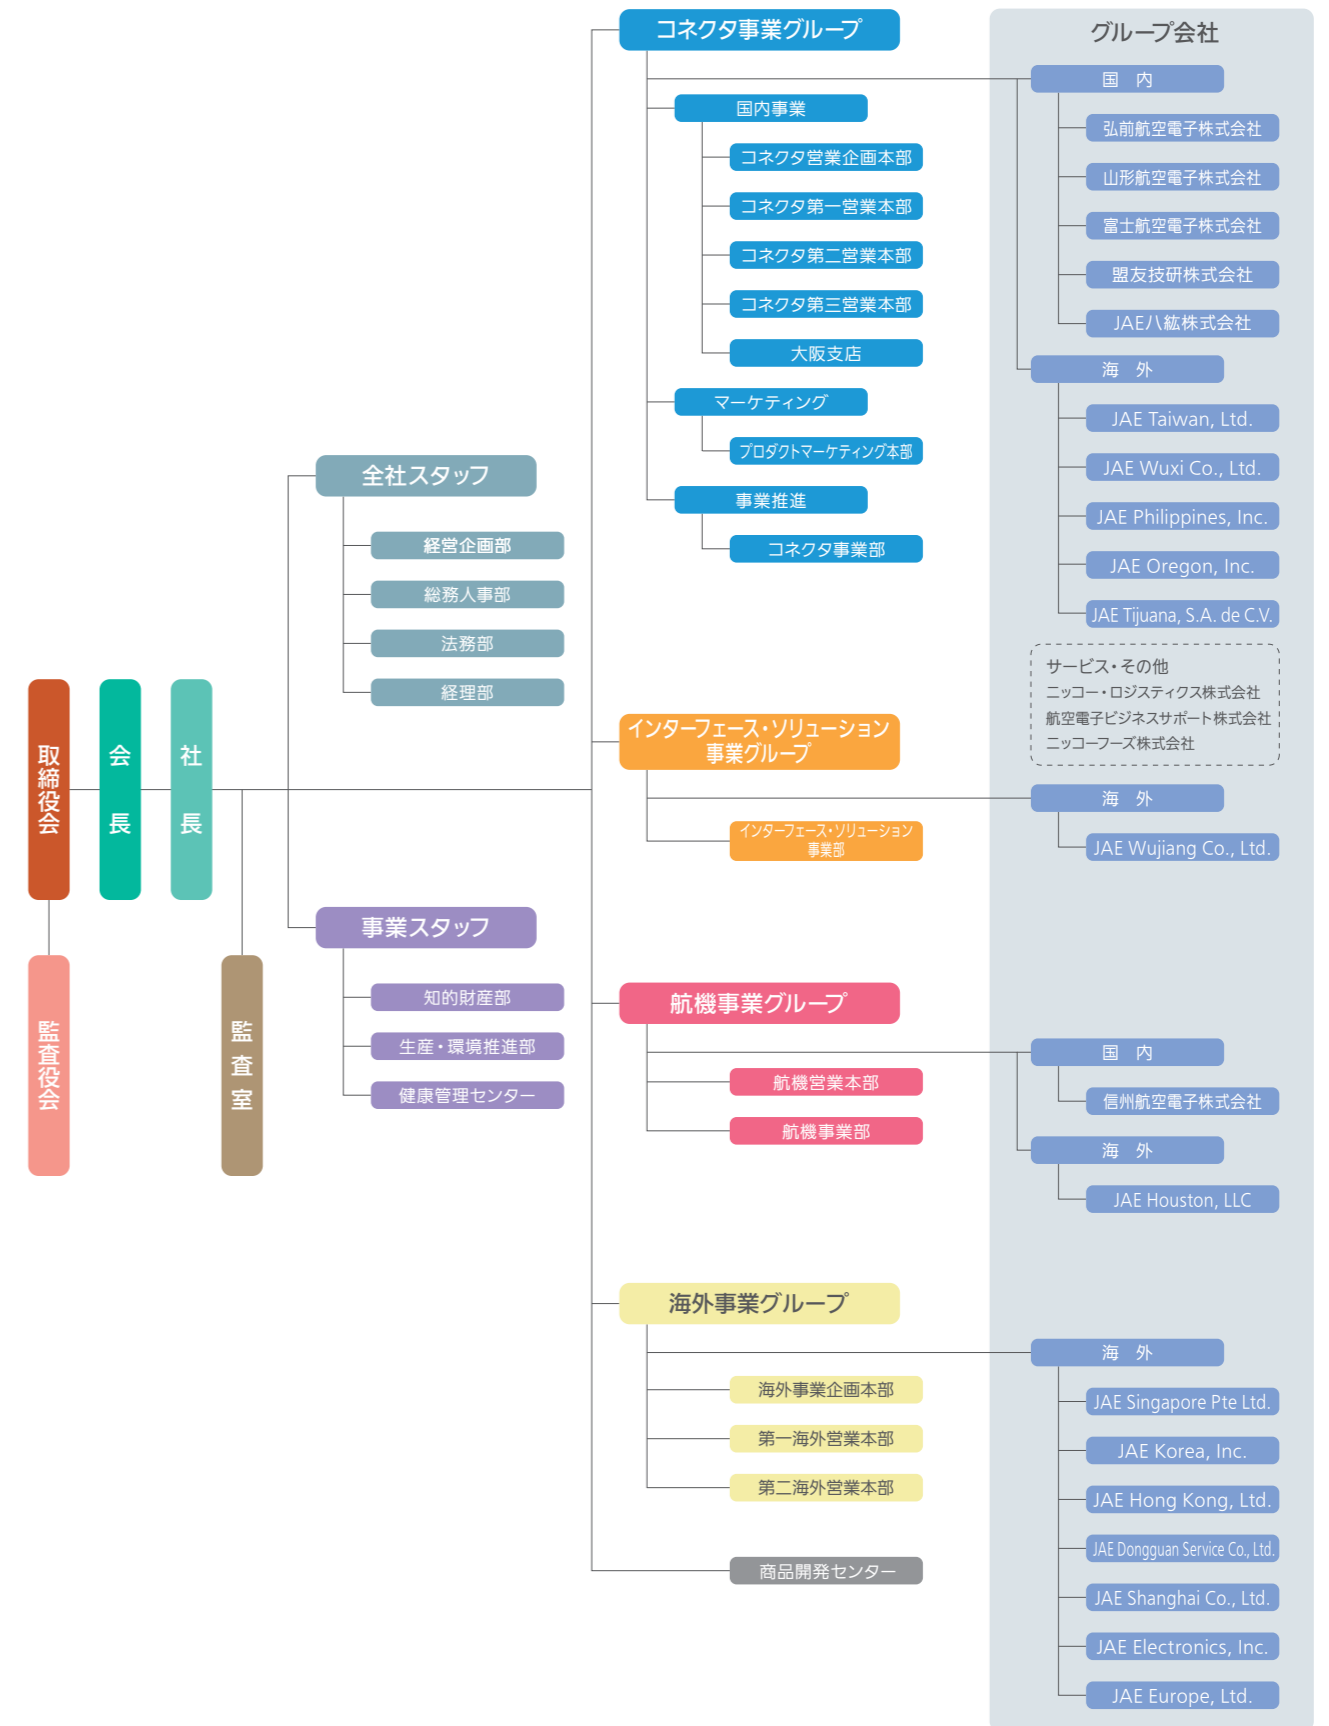 取締役会
監査役会
会長
社長
監査室
全社スタッフ
経営企画部
総務人事部
法務部
経理部
事業スタッフ
知的財産部
生産・環境推進部
健康管理センター
コネクタ事業グループ
国内事業
コネクタ営業企画本部
コネクタ第一営業本部
コネクタ第二営業本部
コネクタ第三営業本部
大阪支店
マーケティング
プロダクトマーケティング本部
事業推進
コネクタ事業部
インターフェース・ソリューション
事業グループ
インターフェース・ソリューション
事業部
航機事業グループ
航機営業本部
航機事業部
海外事業グループ
海外事業企画本部
第一海外営業本部
第二海外営業本部
商品開発センター
グループ会社
国 内
弘前航空電子株式会社
山形航空電子株式会社
富士航空電子株式会社
盟友技研株式会社
JAE八紘株式会社
海 外
JAE Taiwan, Ltd.
JAE Wuxi Co., Ltd.
JAE Philippines, Inc.
JAE Oregon, Inc.
JAE Tijuana, S.A. de C.V.
サービス・その他
ニッコー・ロジスティクス株式会社
航空電子ビジネスサポート株式会社
ニッコーフーズ株式会社
海 外
JAE Wujiang Co., Ltd.
国 内
信州航空電子株式会社
海 外
JAE Houston, LLC
海 外
JAE Singapore Pte Ltd.
JAE Korea, Inc.
JAE Hong Kong, Ltd.
JAE Dongguan Service Co., Ltd.
JAE Shanghai Co., Ltd.
JAE Electronics, Inc.
JAE Europe, Ltd.